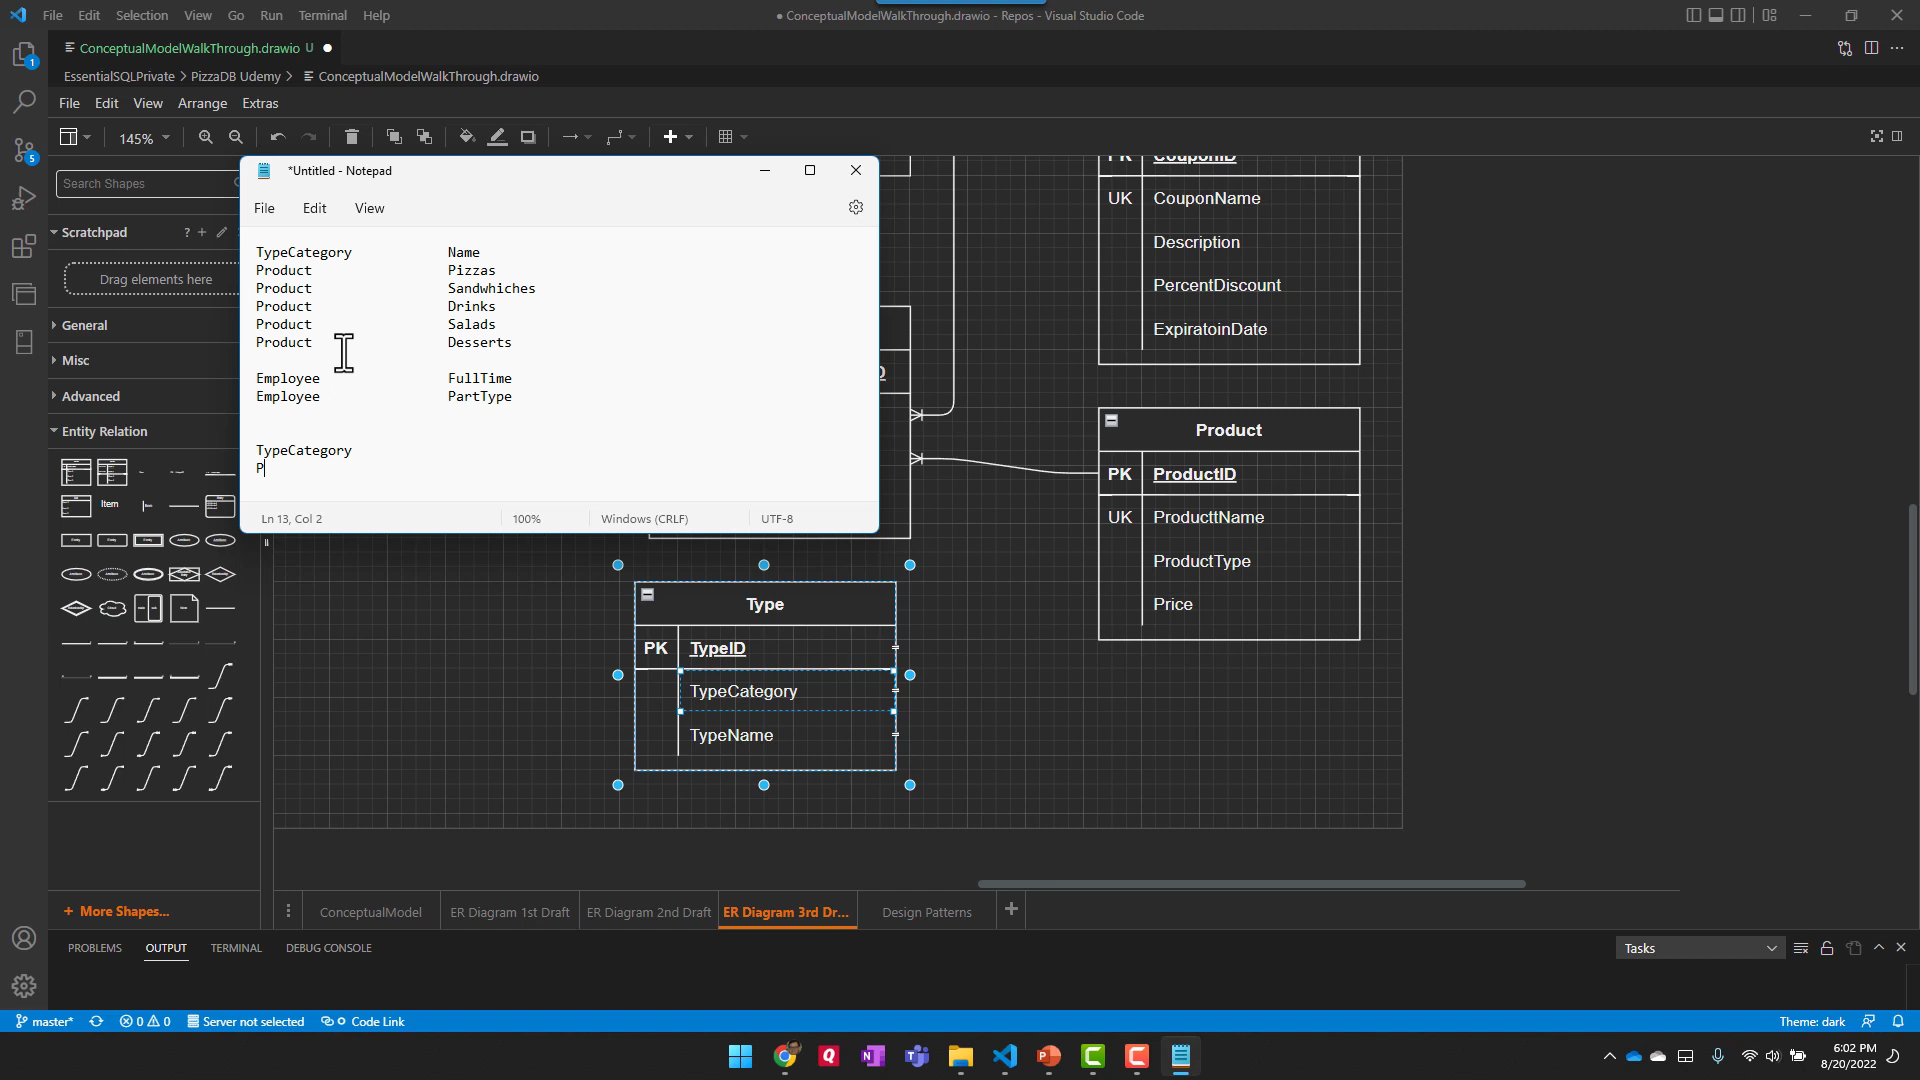 File Edit Selection View Go Run Terminal Help
● ConceptualModelWalkThrough.drawio - Repos - Visual Studio Code
ConceptualModelWalkThrough.drawio U
EssentialSQLPrivate > PizzaDB Udemy > ConceptualModelWalkThrough.drawio
File Edit View Arrange Extras
145%
Search Shapes
Scratchpad
Drag elements here
General
Misc
Advanced
Entity Relation
Item
More Shapes...
*Untitled - Notepad
File Edit View
TypeCategory Name
Product Pizzas
Product Sandwhiches
Product Drinks
Product Salads
Product Desserts
Employee FullTime
Employee PartType
TypeCategory
P
Ln 13, Col 2 100% Windows (CRLF) UTF-8
PK CouponID
UK CouponName
Description
PercentDiscount
ExpiratoinDate
Product
PK ProductID
UK ProducttName
ProductType
Price
Type
PK TypeID
TypeCategory
TypeName
ConceptualModel ER Diagram 1st Draft ER Diagram 2nd Draft ER Diagram 3rd Dr... Design Patterns
PROBLEMS OUTPUT TERMINAL DEBUG CONSOLE
Tasks
master* 0 0 Server not selected 0 Code Link
Theme: dark
6:02 PM
8/20/2022
1
5